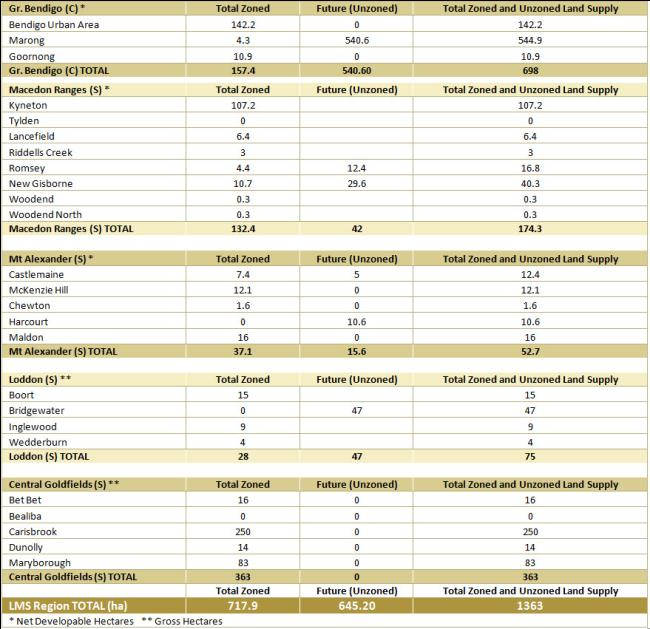 Gr. Bendigo (C) * Total Zoned Future (Unzoned) Total Zoned and Unzoned Land Supply
Bendigo Urban Area 142.2 0 142.2
Marong 4.3 540.6 544.9
Goornong 10.9 0 10.9
Gr. Bendigo (C) TOTAL 157.4 540.60 698
Macedon Ranges (S) * Total Zoned Future (Unzoned) Total Zoned and Unzoned Land Supply
Kyneton 107.2 107.2
Tylden 0 0
Lancefield 6.4 6.4
Riddells Creek 3 3
Romsey 4.4 12.4 16.8
New Gisborne 10.7 29.6 40.3
Woodend 0.3 0.3
Woodend North 0.3 0.3
Macedon Ranges (S) TOTAL 132.4 42 174.3
Mt Alexander (S) * Total Zoned Future (Unzoned) Total Zoned and Unzoned Land Supply
Castlemaine 7.4 5 12.4
McKenzie Hill 12.1 0 12.1
Chewton 1.6 0 1.6
Harcourt 0 10.6 10.6
Maldon 16 0 16
Mt Alexander (S) TOTAL 37.1 15.6 52.7
Loddon (S) ** Total Zoned Future (Unzoned) Total Zoned and Unzoned Land Supply
Boort 15 15
Bridgewater 0 47 47
Inglewood 9 9
Wedderburn 4 4
Loddon (S) TOTAL 28 47 75
Central Goldfields (S) ** Total Zoned Future (Unzoned) Total Zoned and Unzoned Land Supply
Bet Bet 16 0 16
Bealiba 0 0 0
Carisbrook 250 0 250
Dunolly 14 0 14
Maryborough 83 0 83
Central Goldfields (S) TOTAL 363 0 363
Total Zoned Future (Unzoned) Total Zoned and Unzoned Land Supply
LMS Region TOTAL (ha) 717.9 645.20 1363
* Net Developable Hectares ** Gross Hectares